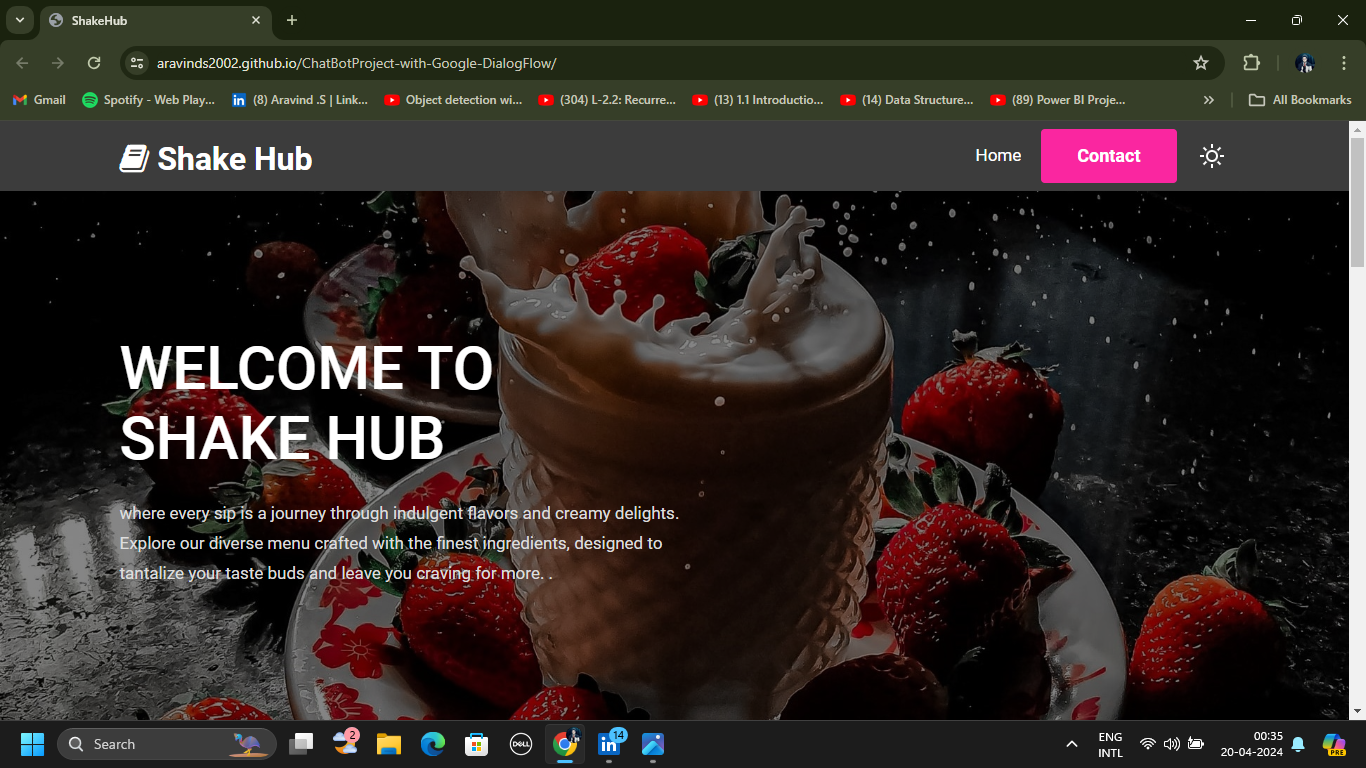 ShakeHub
aravinds2002.github.io/ChatBotProject-with-Google-DialogFlow/
Gmail
Spotify - Web Play...
(8) Aravind .S | Link...
Object detection wi...
(304) L-2.2: Recurre...
(13) 1.1 Introductio...
(14) Data Structure...
(89) Power BI Proje...
All Bookmarks
Shake Hub
Home
Contact
WELCOME TO
SHAKE HUB
where every sip is a journey through indulgent flavors and creamy delights.
Explore our diverse menu crafted with the finest ingredients, designed to
tantalize your taste buds and leave you craving for more. .
Search
2
DELL
14
ENG
INTL
00:35
20-04-2024
PRE